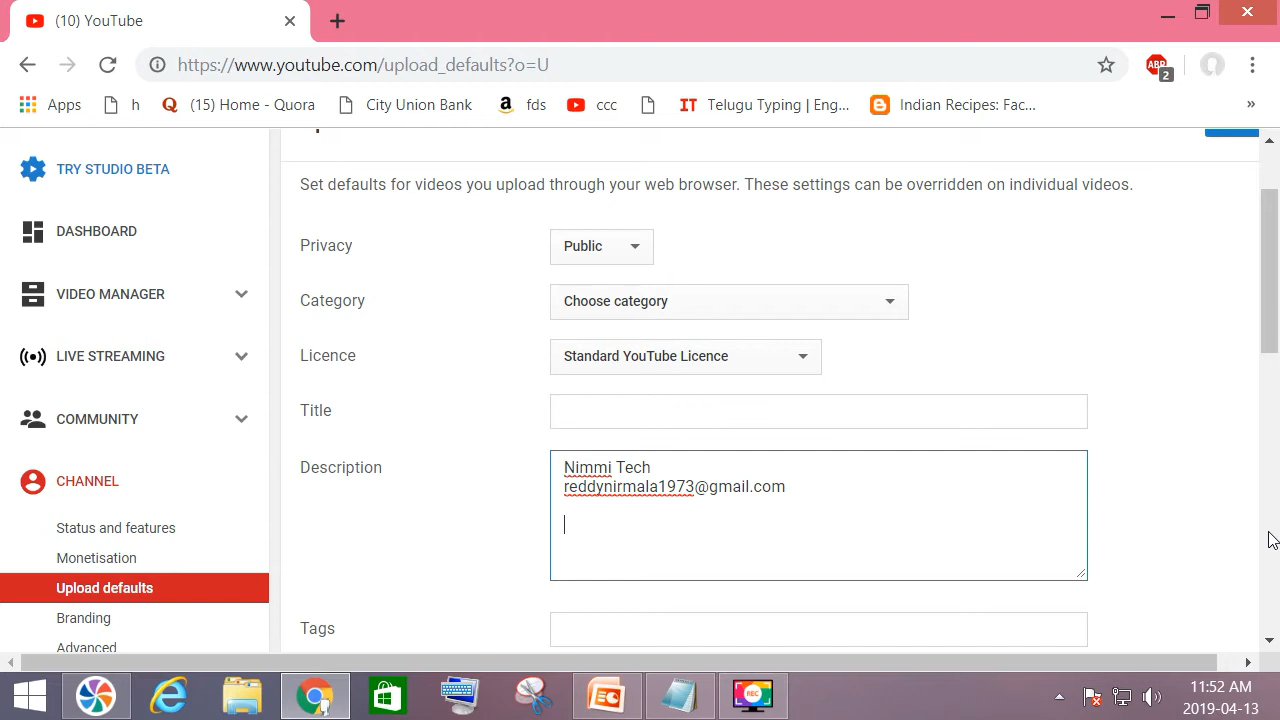 (10) YouTube
https://www.youtube.com/upload_defaults?o=U
ABP
2
Apps
h
Q (15) Home - Quora
City Union Bank
a fds
ccc
IT Telugu Typing | Eng...
Indian Recipes: Fac...
»
TRY STUDIO BETA
DASHBOARD
VIDEO MANAGER
LIVE STREAMING
COMMUNITY
CHANNEL
Status and features
Monetisation
Upload defaults
Branding
Advanced
Set defaults for videos you upload through your web browser. These settings can be overridden on individual videos.
Privacy
Public
Category
Choose category
Licence
Standard YouTube Licence
Title
Description
Nimmi Tech
reddynirmala1973@gmail.com
Tags
REC
11:52 AM
2019-04-13